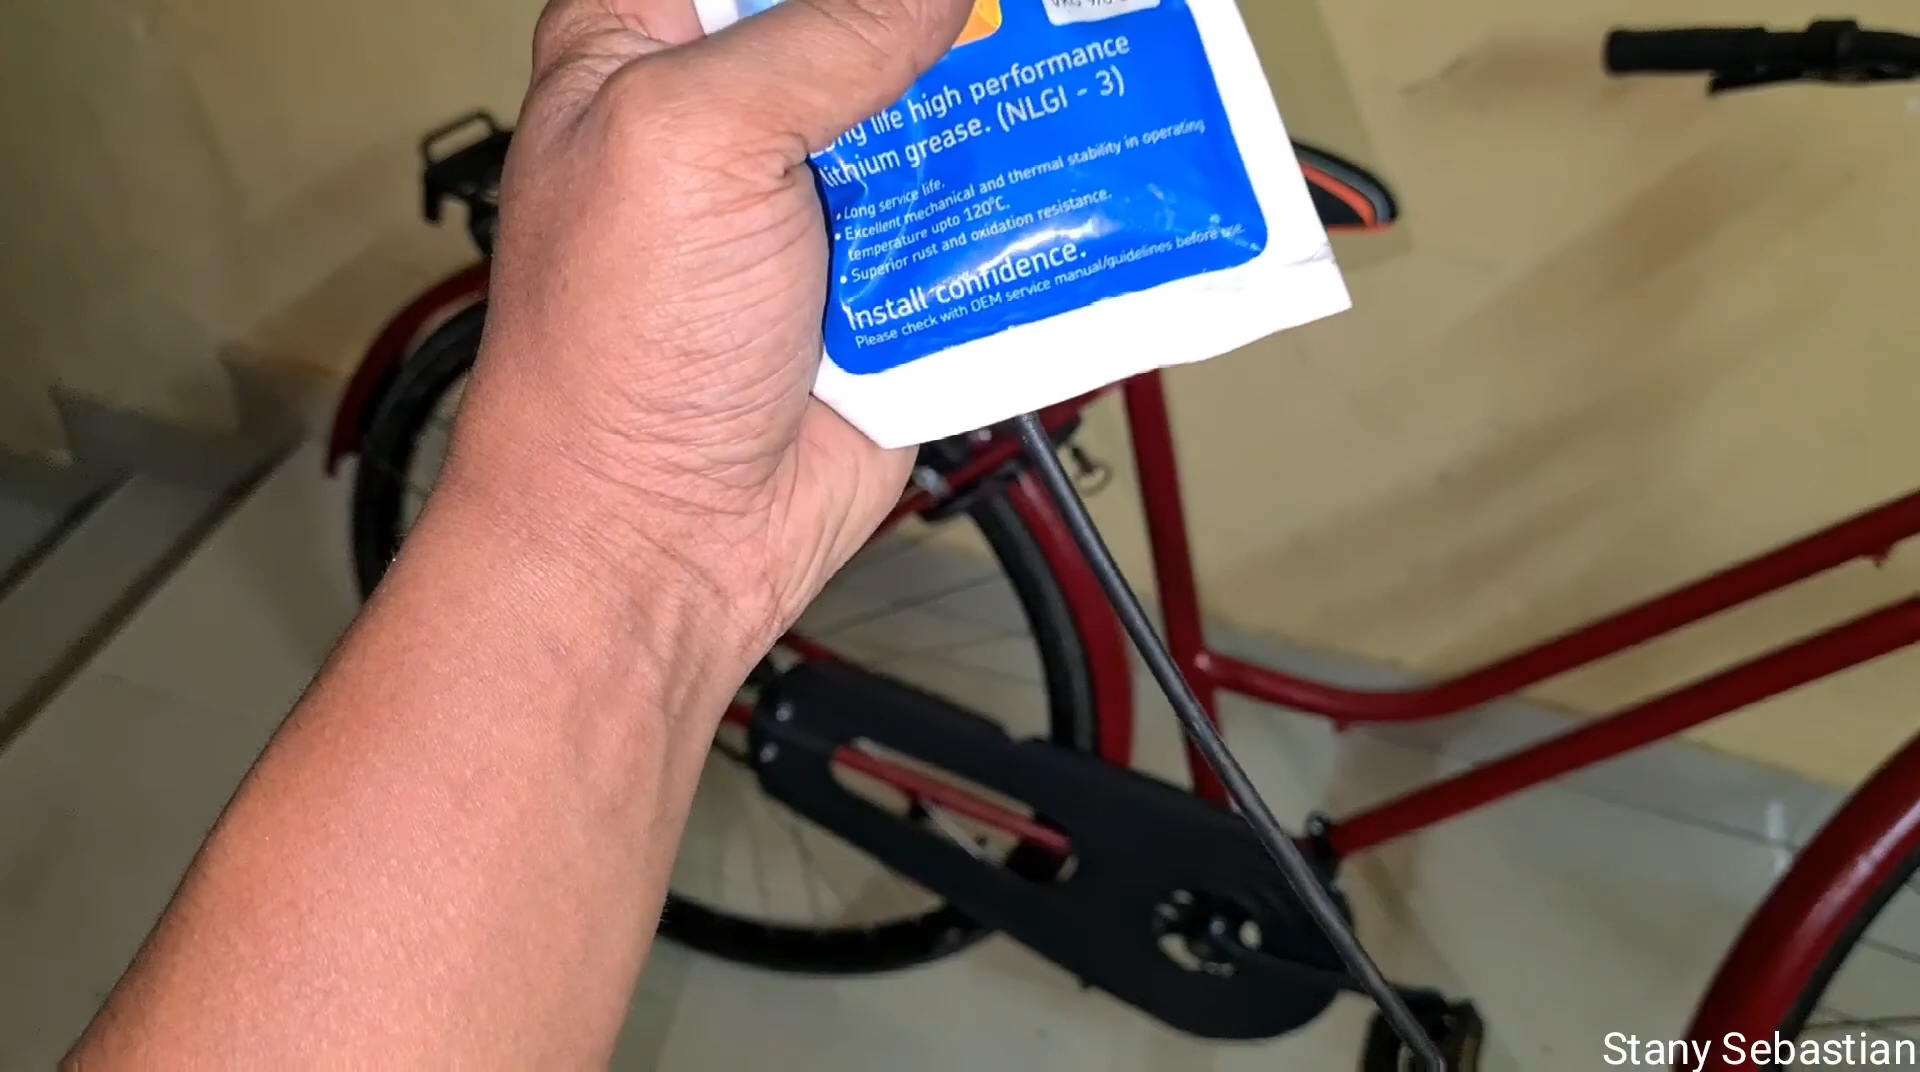 life high performance
lithium grease. (NLGI - 3)
• Long service life.
• Excellent mechanical and thermal stability in operating
temperature upto 120°C.
• Superior rust and oxidation resistance.
Install confidence.
Please check with OEM service manual/guidelines before use.
Stany Sebastian